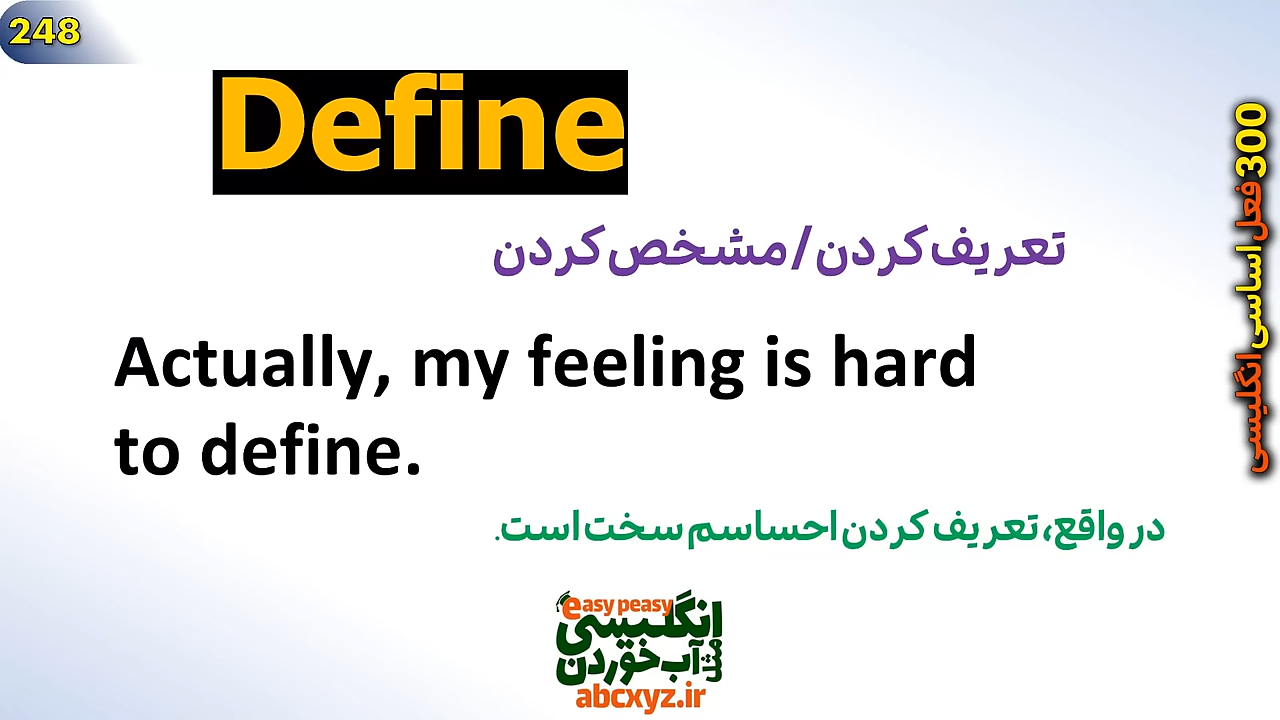 248
Define
تعریف کردن / مشخص کردن
Actually, my feeling is hard
to define.
در واقع، تعریف کردن احساسم سخت است.
300 فعل اساسی انگلیسی
easy peasy
انگلیسی
مثل آب خوردن
abcxyz.ir